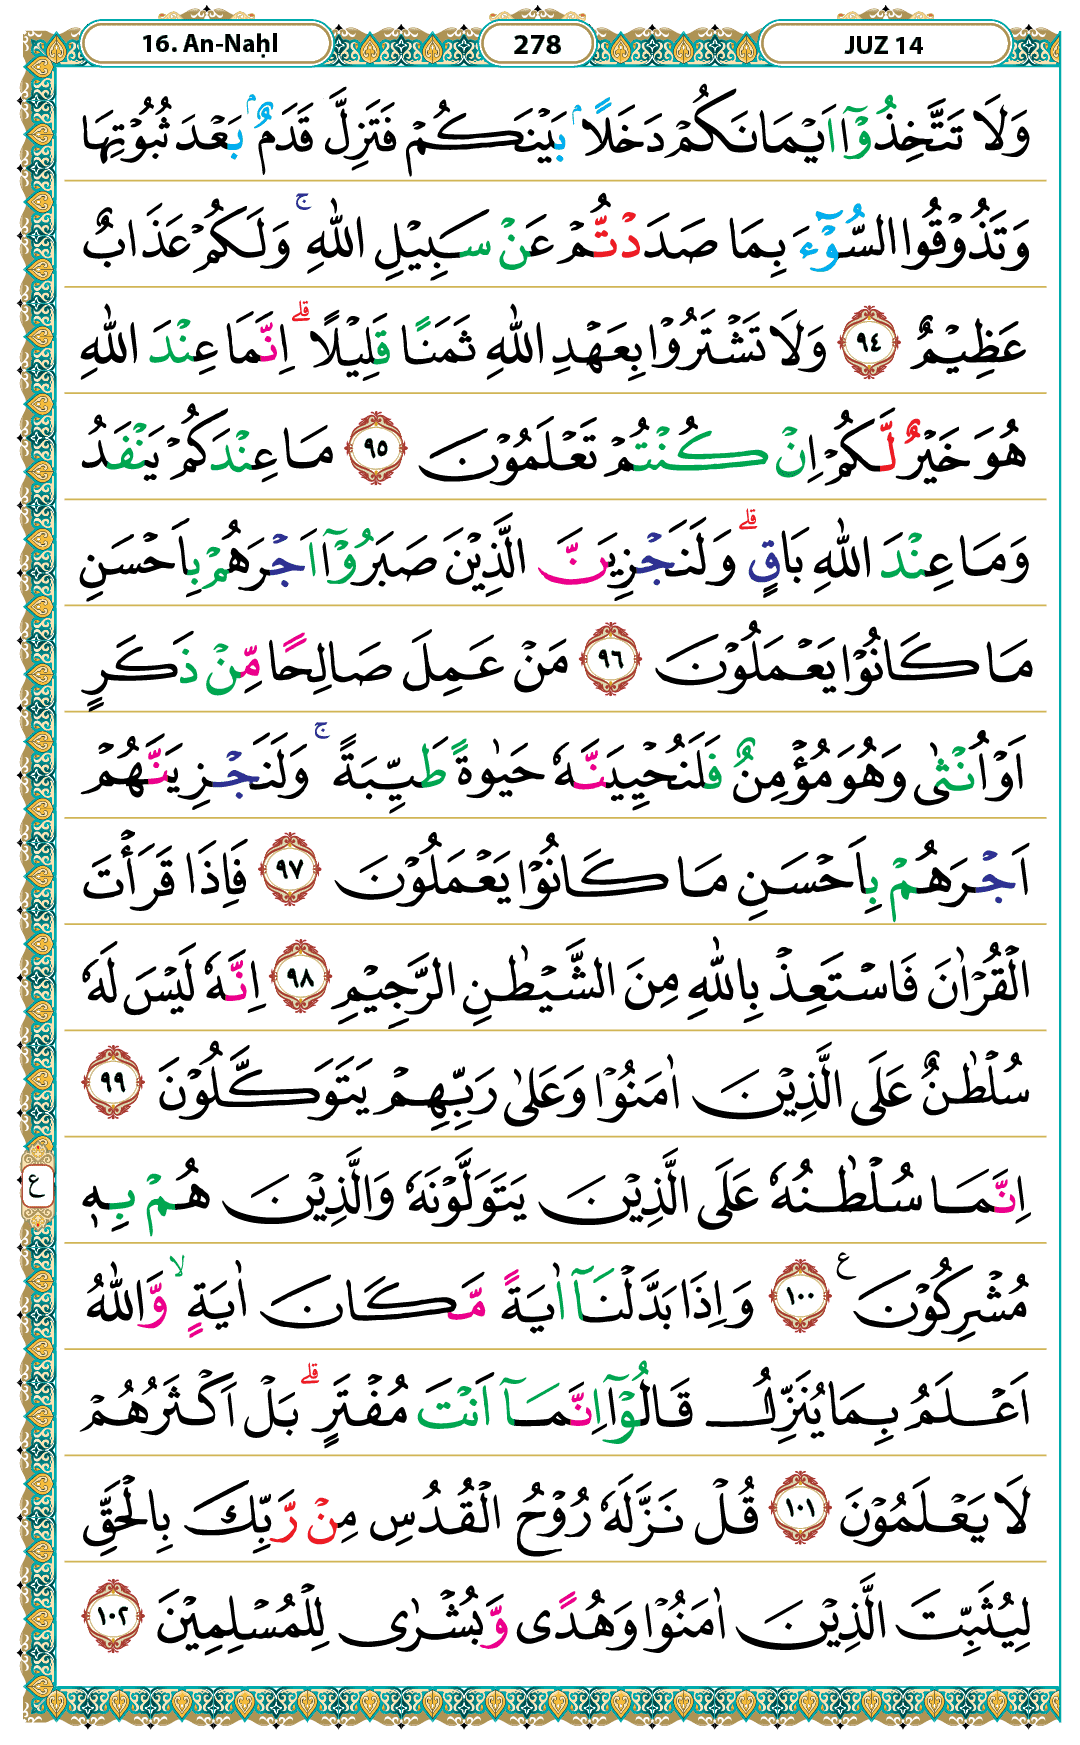 16. An-Naḥl
278
JUZ 14
وَلَا تَتَّخِذُوْٓا اَيْمَانَكُمْ دَخَلًاۢ بَيْنَكُمْ فَتَزِلَّ قَدَمٌۢ بَعْدَ ثُبُوْتِهَا
وَتَذُوْقُوا السُّوْۤءَ بِمَا صَدَدْتُّمْ عَنْ سَبِيْلِ اللّٰهِ ۚوَلَكُمْ عَذَابٌ
عَظِيْمٌ ٩٤ وَلَا تَشْتَرُوْا بِعَهْدِ اللّٰهِ ثَمَنًا قَلِيْلًا ۗاِنَّمَا عِنْدَ اللّٰهِ
هُوَ خَيْرٌ لَّكُمْ اِنْ كُنْتُمْ تَعْلَمُوْنَ ٩٥ مَا عِنْدَكُمْ يَنْفَدُ
وَمَا عِنْدَ اللّٰهِ بَاقٍ ۗوَلَنَجْزِيَنَّ الَّذِيْنَ صَبَرُوْٓا اَجْرَهُمْ بِاَحْسَنِ
مَا كَانُوْا يَعْمَلُوْنَ ٩٦ مَنْ عَمِلَ صَالِحًا مِّنْ ذَكَرٍ
اَوْ اُنْثٰى وَهُوَ مُؤْمِنٌ فَلَنُحْيِيَنَّهٗ حَيٰوةً طَيِّبَةً ۚوَلَنَجْزِيَنَّهُمْ
اَجْرَهُمْ بِاَحْسَنِ مَا كَانُوْا يَعْمَلُوْنَ ٩٧ فَاِذَا قَرَأْتَ
الْقُرْاٰنَ فَاسْتَعِذْ بِاللّٰهِ مِنَ الشَّيْطٰنِ الرَّجِيْمِ ٩٨ اِنَّهٗ لَيْسَ لَهٗ
سُلْطٰنٌ عَلَى الَّذِيْنَ اٰمَنُوْا وَعَلٰى رَبِّهِمْ يَتَوَكَّلُوْنَ ٩٩
ع
اِنَّمَا سُلْطٰنُهٗ عَلَى الَّذِيْنَ يَتَوَلَّوْنَهٗ وَالَّذِيْنَ هُمْ بِهٖ
مُشْرِكُوْنَ ࣖ ١٠٠ وَاِذَا بَدَّلْنَآ اٰيَةً مَّكَانَ اٰيَةٍ ۙوَّاللّٰهُ
اَعْلَمُ بِمَا يُنَزِّلُ قَالُوْٓا اِنَّمَآ اَنْتَ مُفْتَرٍ ۗبَلْ اَكْثَرُهُمْ
لَا يَعْلَمُوْنَ ١٠١ قُلْ نَزَّلَهٗ رُوْحُ الْقُدُسِ مِنْ رَّبِّكَ بِالْحَقِّ
لِيُثَبِّتَ الَّذِيْنَ اٰمَنُوْا وَهُدًى وَّبُشْرٰى لِلْمُسْلِمِيْنَ ١٠٢